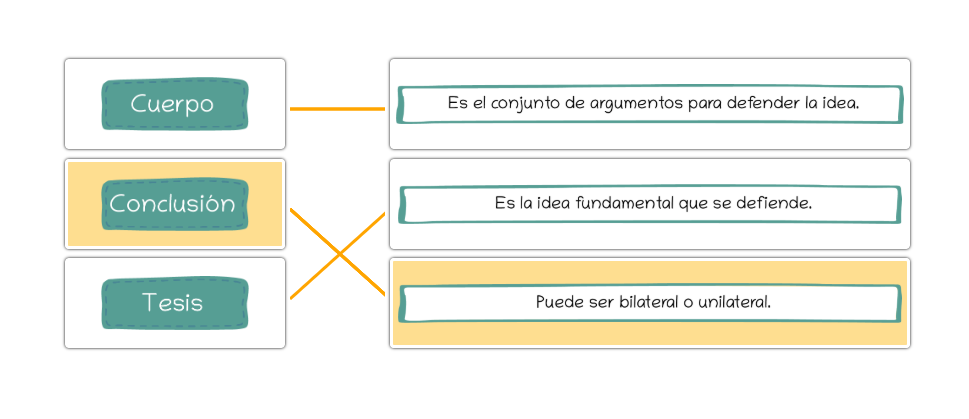 Cuerpo
Es el conjunto de argumentos para defender la idea.
Conclusión
Es la idea fundamental que se defiende.
Tesis
Puede ser bilateral o unilateral.